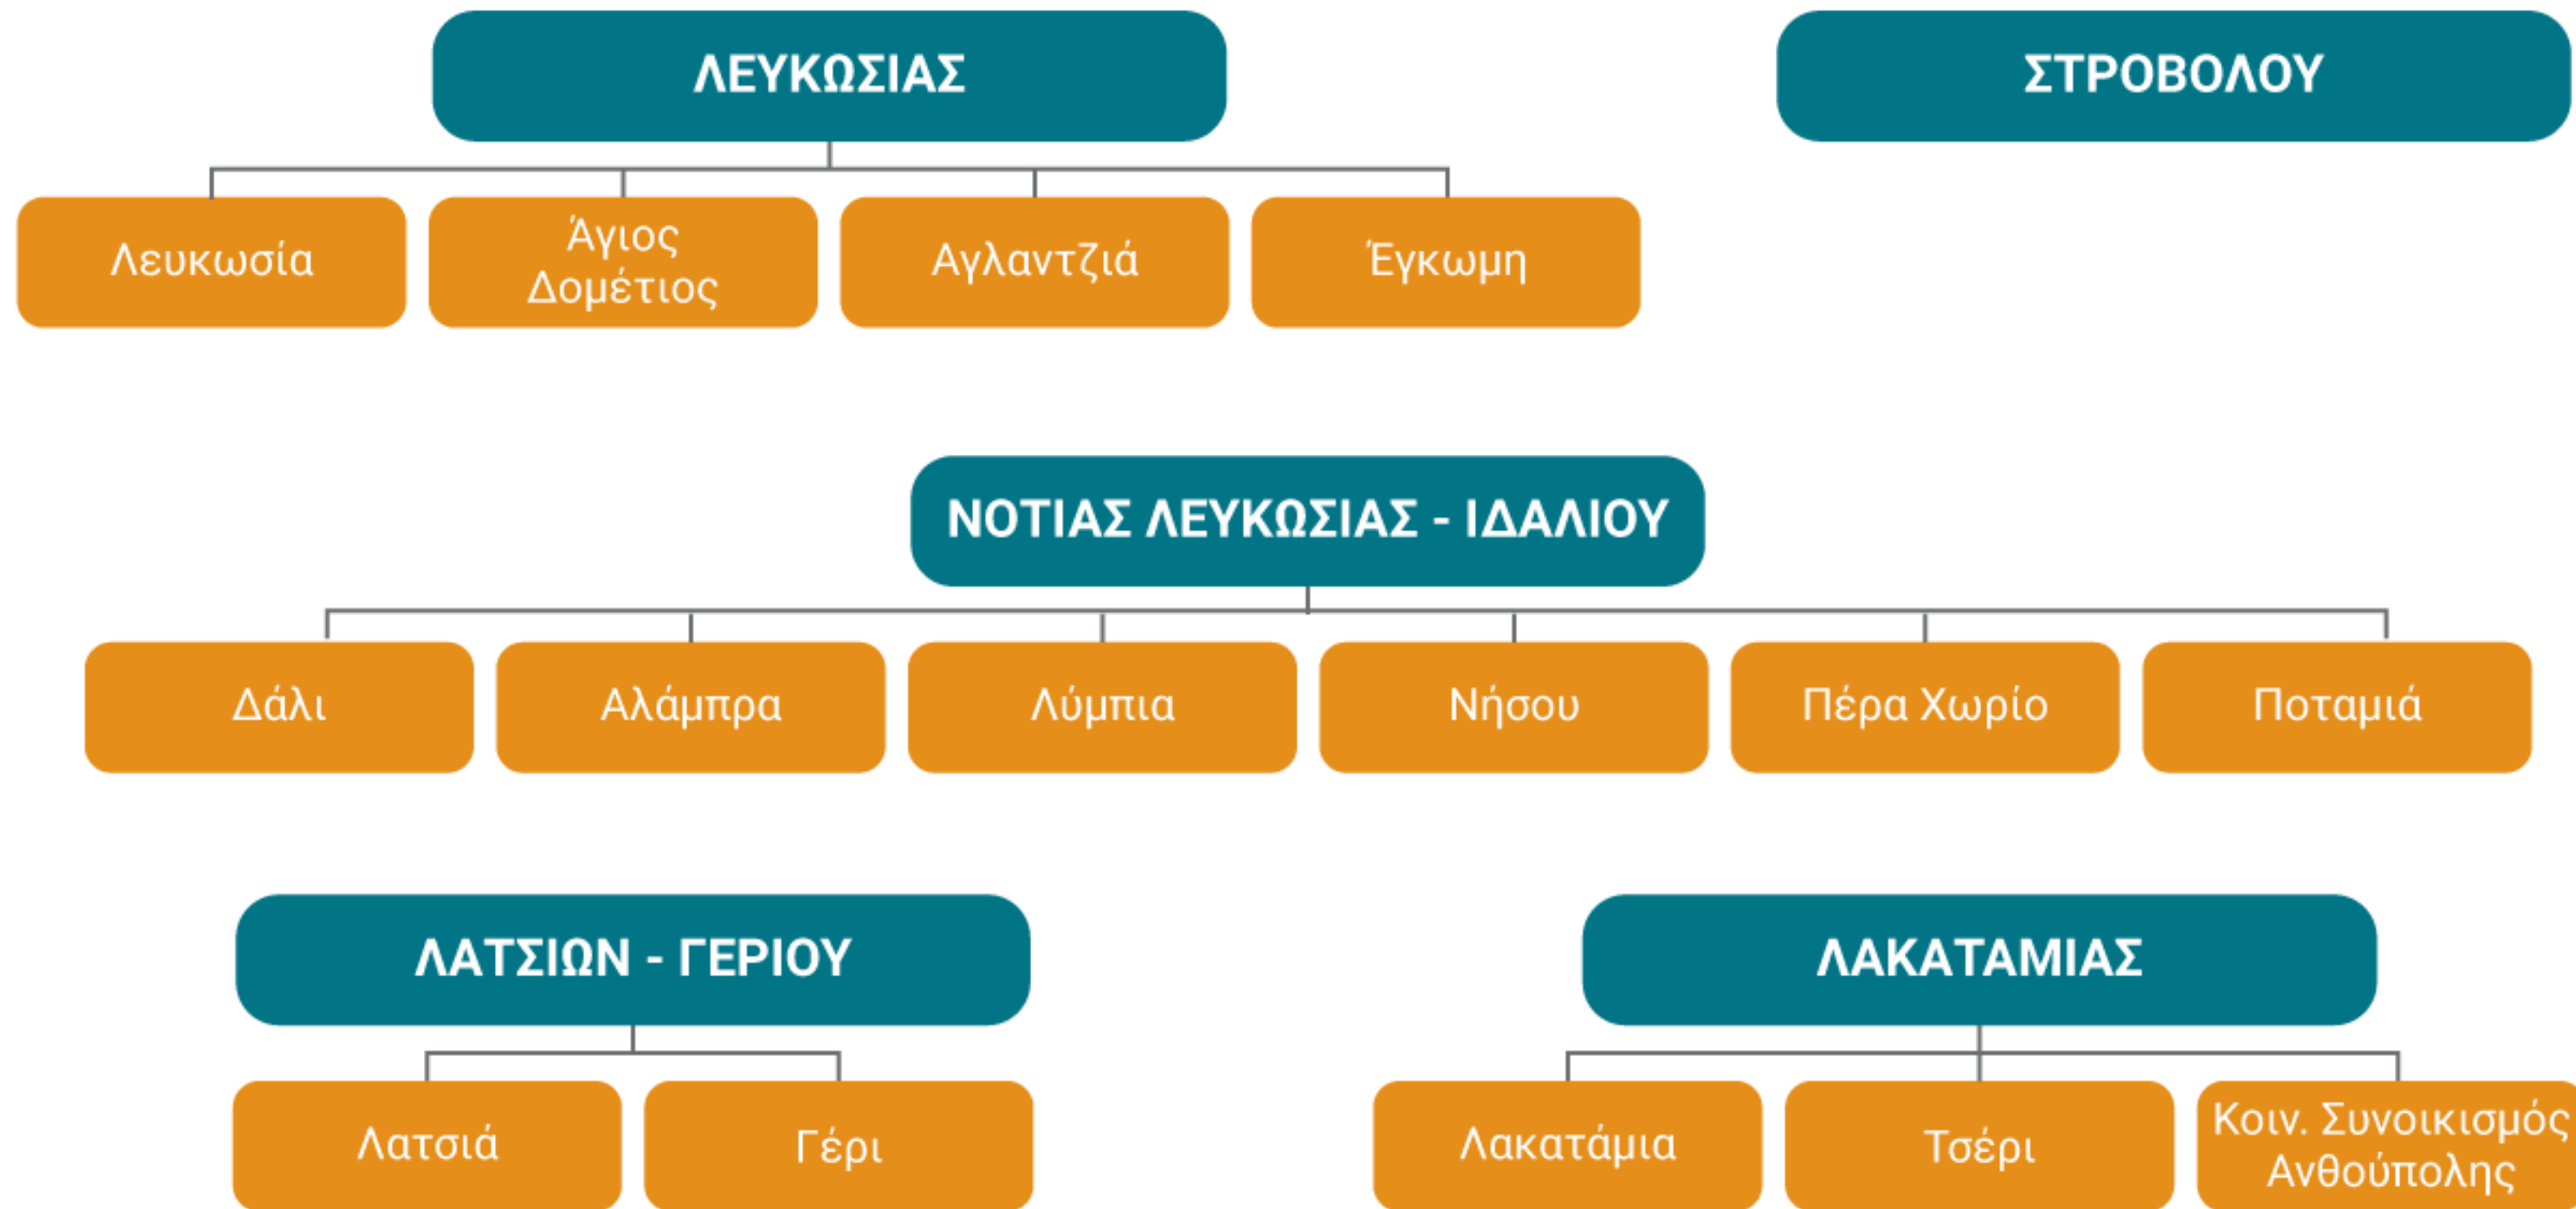 ΛΕΥΚΩΣΙΑΣ
ΣΤΡΟΒΟΛΟΥ
Λευκωσία
Άγιος
Δομέτιος
Αγλαντζιά
Έγκωμη
ΝΟΤΙΑΣ ΛΕΥΚΩΣΙΑΣ - ΙΔΑΛΙΟΥ
Δάλι
Αλάμπρα
Λύμπια
Νήσου
Πέρα Χωρίο
Ποταμιά
ΛΑΤΣΙΩΝ - ΓΕΡΙΟΥ
ΛΑΚΑΤΑΜΙΑΣ
Λατσιά
Γέρι
Λακατάμια
Τσέρι
Κοιν. Συνοικισμός
Ανθούπολης